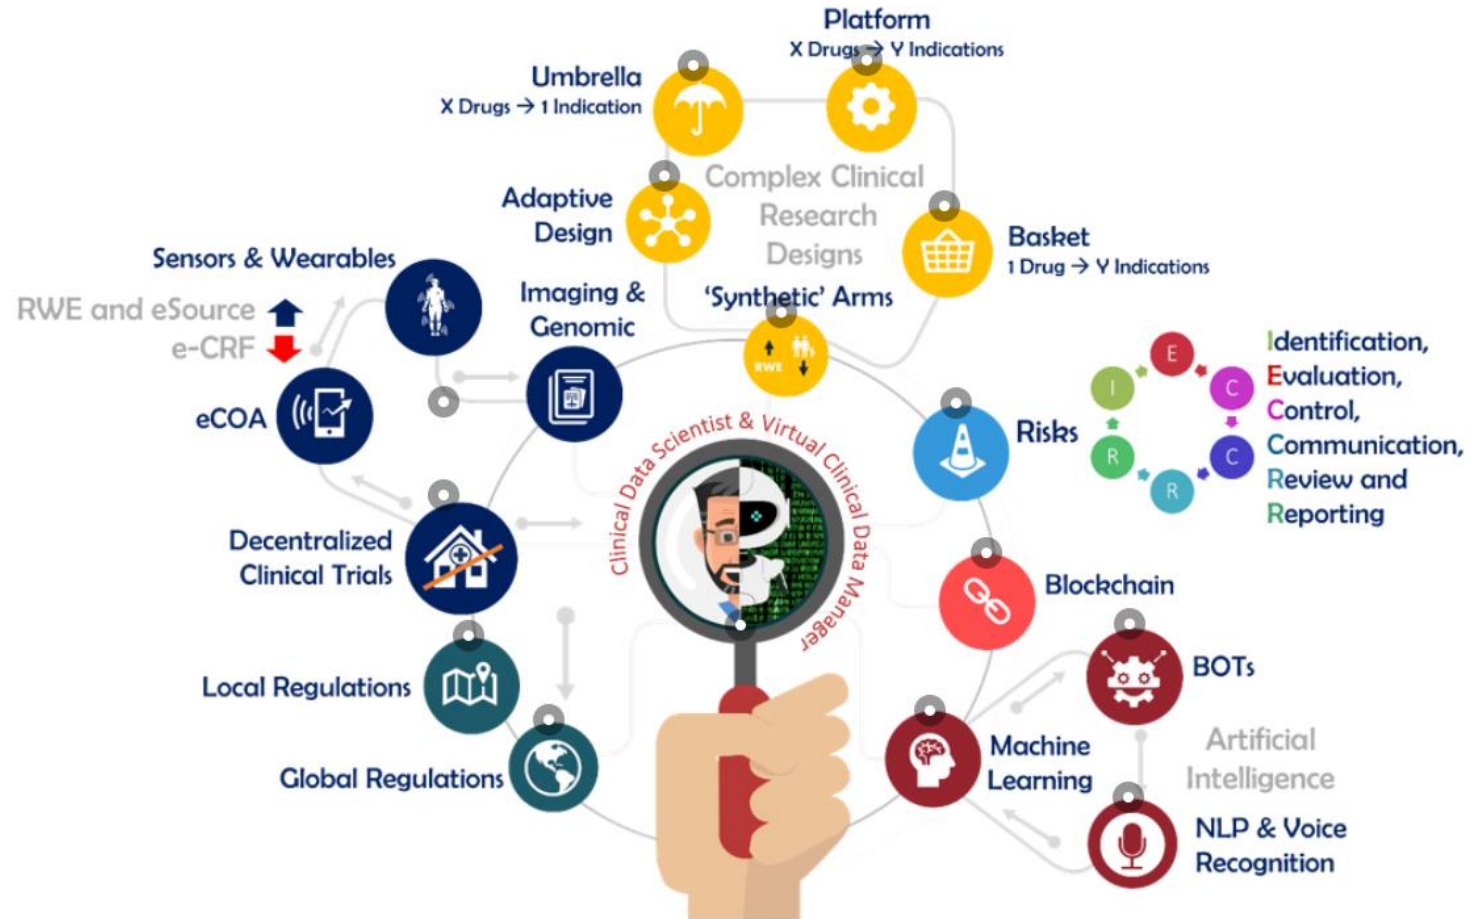 Platform
X Drugs → Y Indications
Umbrella
X Drugs → 1 Indication
Complex Clinical
Research
Designs
Adaptive
Design
Basket
1 Drug → Y Indications
Sensors & Wearables
RWE and eSource
e-CRF
Imaging &
Genomic
'Synthetic' Arms
RWE
eCOA
Risks
E
C
C
R
R
I
Identification,
Evaluation,
Control,
Communication,
Review and
Reporting
Clinical Data Scientist & Virtual Clinical Data Manager
Decentralized
Clinical Trials
Blockchain
Local Regulations
BOTs
Global Regulations
Machine
Learning
Artificial
Intelligence
NLP & Voice
Recognition